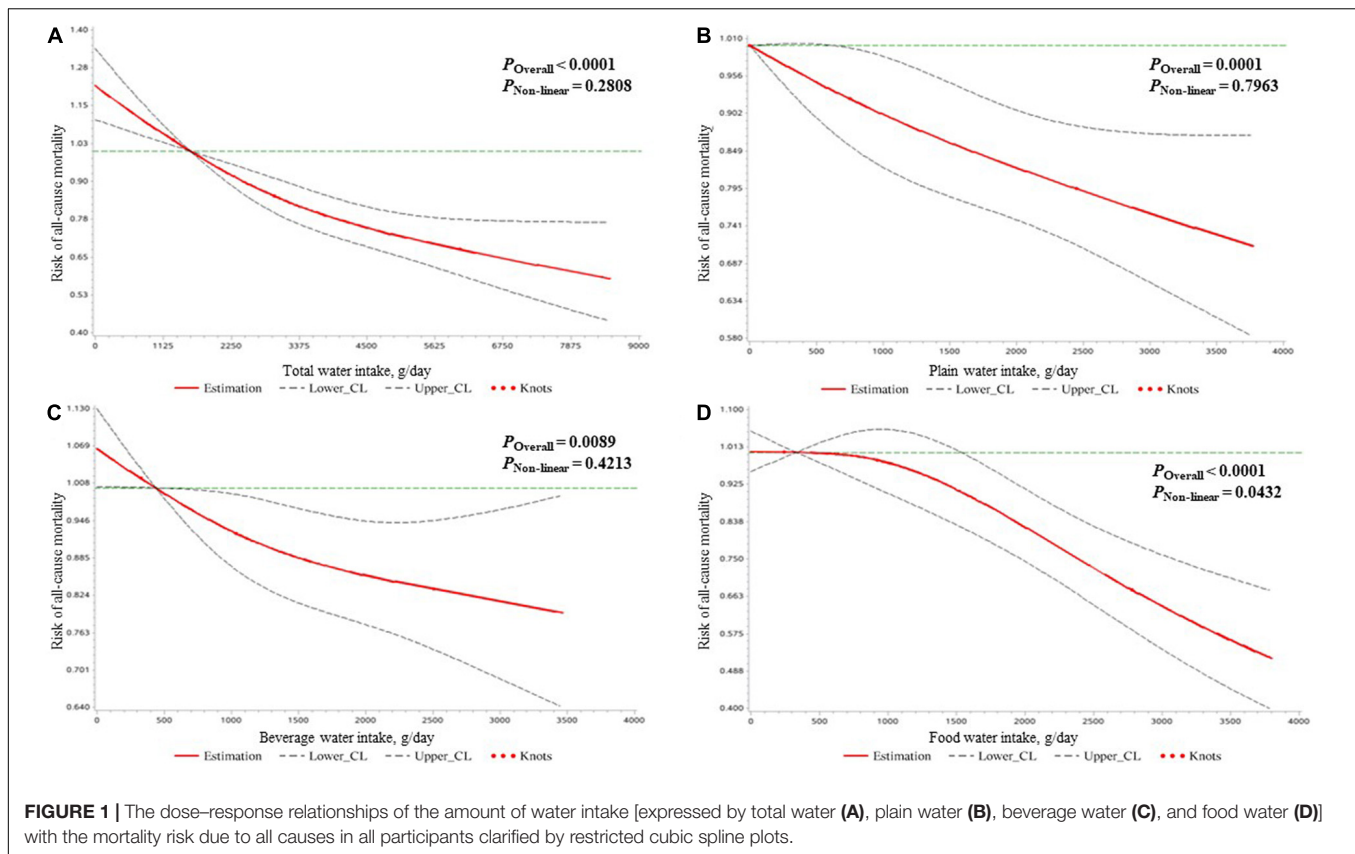 A
P Overall < 0.0001
P Non-linear = 0.2808
Risk of all-cause mortality
1.40
1.28
1.15
1.03
0.90
0.78
0.65
0.53
0.40
0 1125 2250 3375 4500 5625 6750 7875 9000
Total water intake, g/day
Estimation Lower_CL Upper_CL Knots
B
P Overall = 0.0001
P Non-linear = 0.7963
Risk of all-cause mortality
1.010
0.956
0.902
0.849
0.795
0.741
0.687
0.634
0.580
0 500 1000 1500 2000 2500 3000 3500 4000
Plain water intake, g/day
Estimation Lower_CL Upper_CL Knots
C
P Overall = 0.0089
P Non-linear = 0.4213
Risk of all-cause mortality
1.130
1.069
1.008
0.946
0.885
0.824
0.763
0.701
0.640
0 500 1000 1500 2000 2500 3000 3500 4000
Beverage water intake, g/day
Estimation Lower_CL Upper_CL Knots
D
P Overall < 0.0001
P Non-linear = 0.0432
Risk of all-cause mortality
1.100
1.013
0.925
0.838
0.750
0.663
0.575
0.488
0.400
0 500 1000 1500 2000 2500 3000 3500 4000
Food water intake, g/day
Estimation Lower_CL Upper_CL Knots
FIGURE 1 | The dose–response relationships of the amount of water intake [expressed by total water (A), plain water (B), beverage water (C), and food water (D)]
with the mortality risk due to all causes in all participants clarified by restricted cubic spline plots.